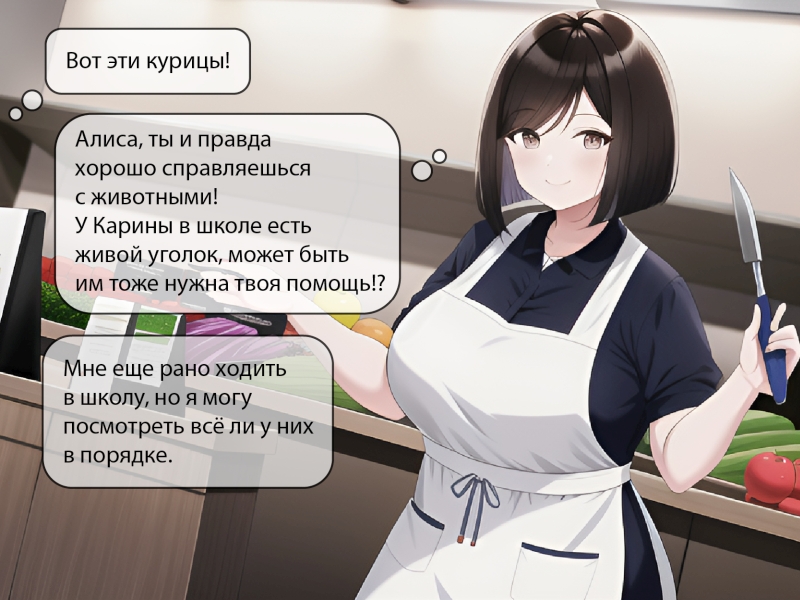 Вот эти курицы!
Алиса, ты и правда
хорошо справляешься
с животными!
У Карины в школе есть
живой уголок, может быть
им тоже нужна твоя помощь!?
Мне еще рано ходить
в школу, но я могу
посмотреть всё ли у них
в порядке.